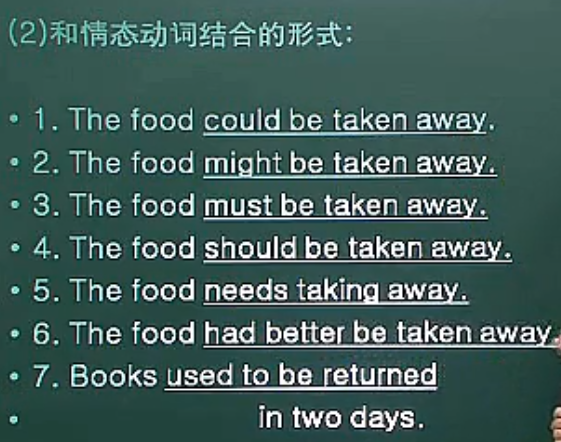 (2)和情态动词结合的形式:
• 1. The food could be taken away.
• 2. The food might be taken away.
• 3. The food must be taken away.
• 4. The food should be taken away.
• 5. The food needs taking away.
• 6. The food had better be taken away.
• 7. Books used to be returned
• in two days.